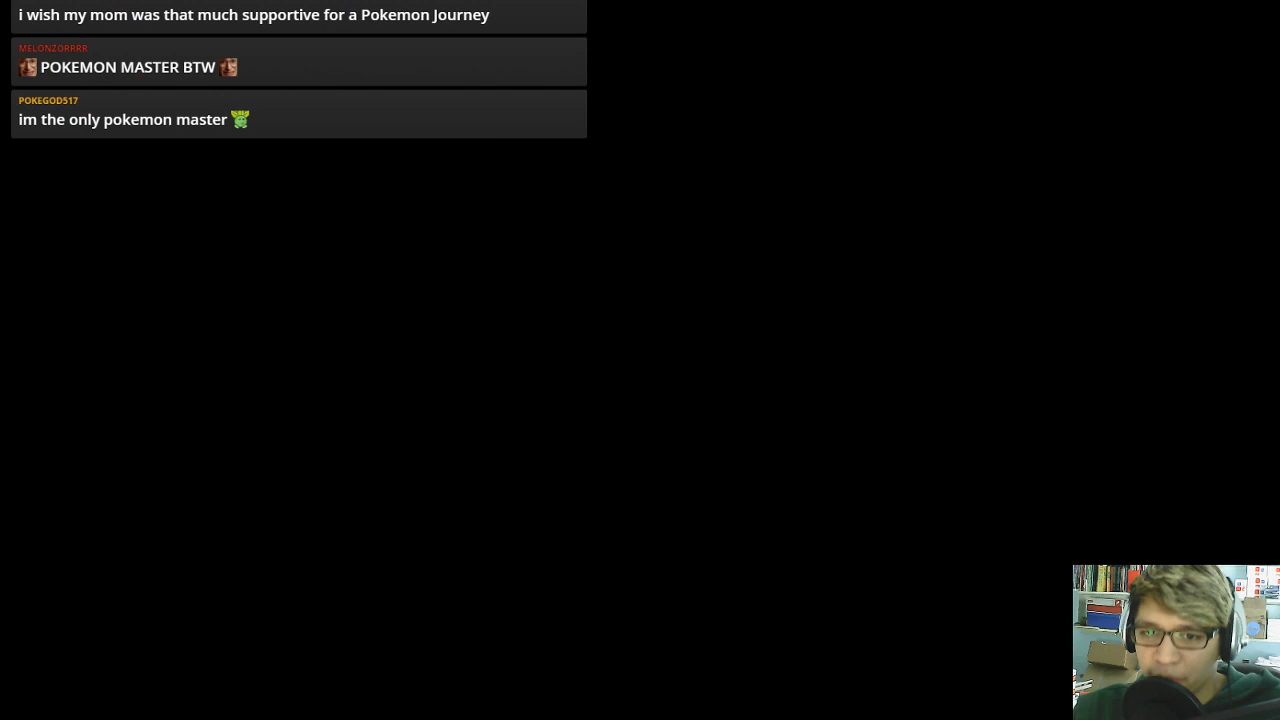 i wish my mom was that much supportive for a Pokemon Journey
MELONZORRRR
POKEMON MASTER BTW
POKEGOD517
im the only pokemon master